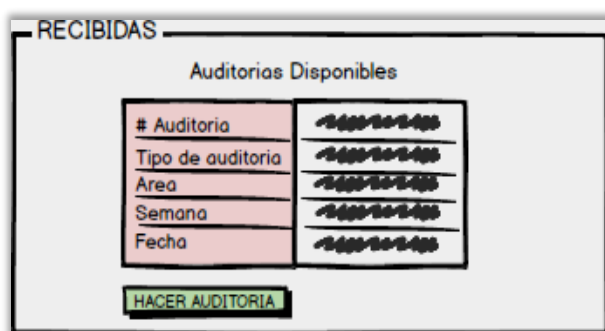 RECIBIDAS
Auditorias Disponibles
# Auditoria
Tipo de auditoria
Area
Semana
Fecha
HACER AUDITORIA